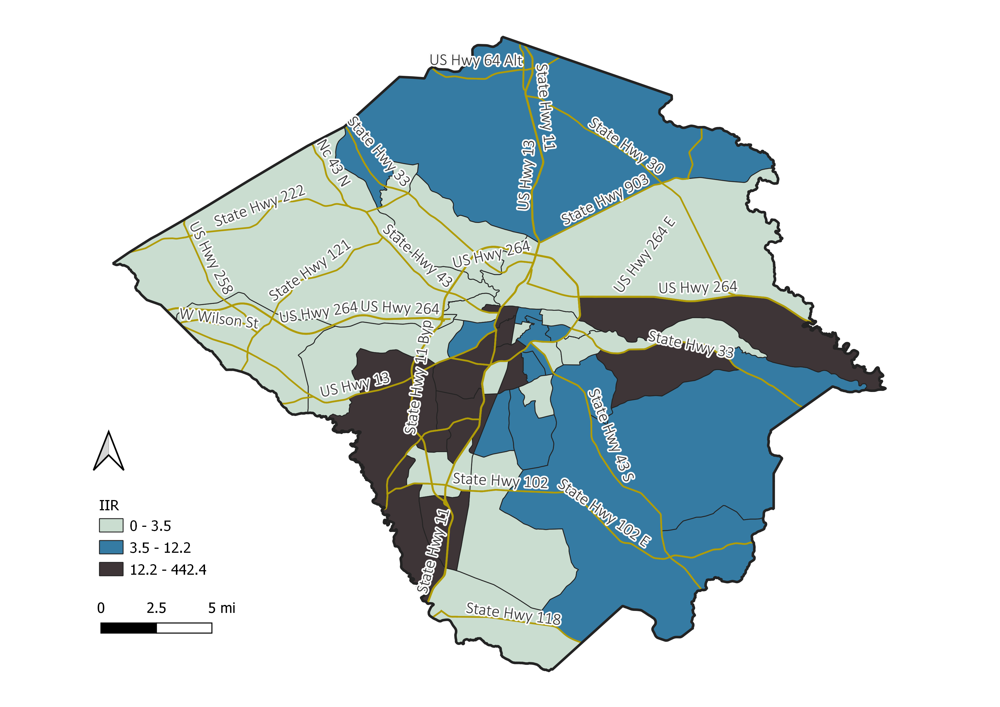 US Hwy 64 Alt
State Hwy 11
State Hwy 33
Nc 43 N
State Hwy 30
US Hwy 13
State Hwy 903
State Hwy 222
US Hwy 258
State Hwy 121
State Hwy 43
US Hwy 264
US Hwy 264 E
US Hwy 264
W Wilson St
US Hwy 264
US Hwy 264
State Hwy 11 Byp
State Hwy 33
US Hwy 13
State Hwy 43 S
State Hwy 102
State Hwy 102 E
State Hwy 11
State Hwy 118
IIR
0 - 3.5
3.5 - 12.2
12.2 - 442.4
0 2.5 5 mi